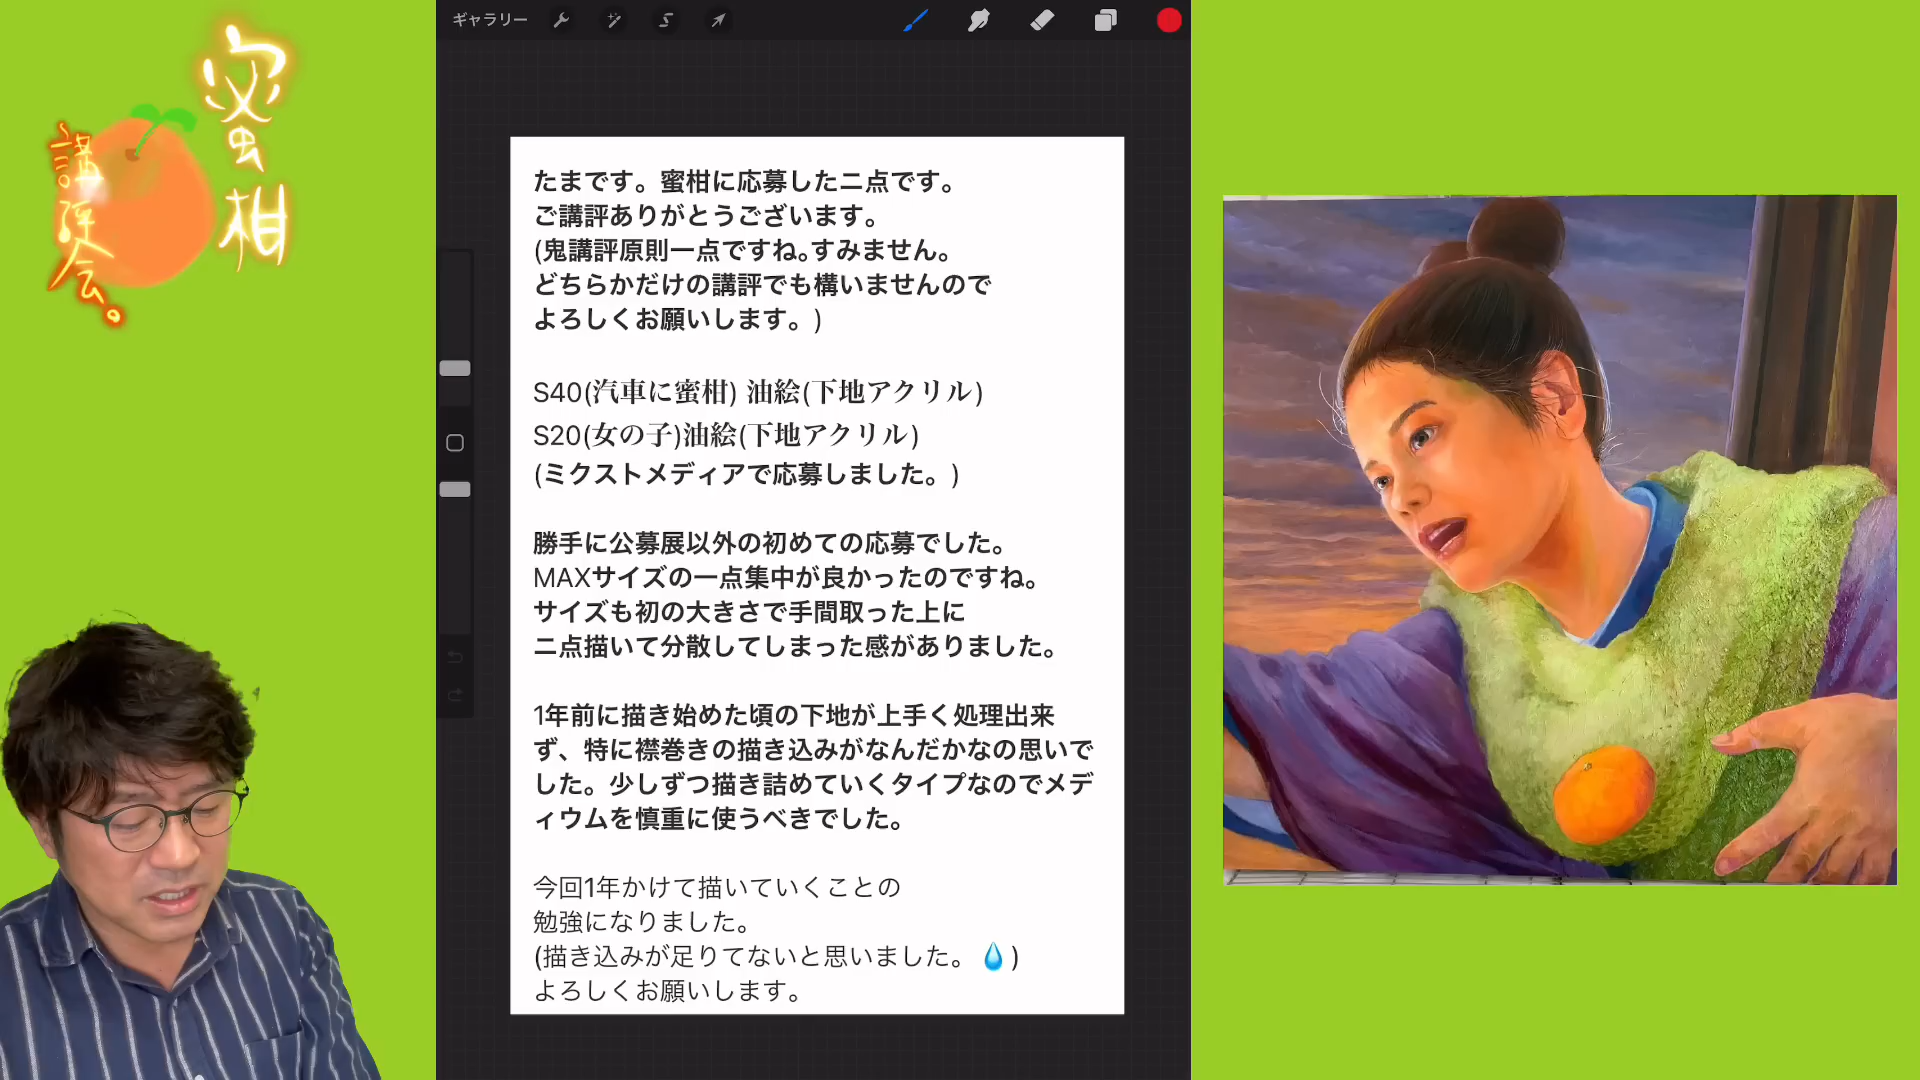 蜜柑
講評会。
ギャラリー
たまです。蜜柑に応募した二点です。
ご講評ありがとうございます。
(鬼講評原則一点ですね。すみません。
どちらかだけの講評でも構いませんので
よろしくお願いします。)
S40(汽車に蜜柑) 油絵(下地アクリル)
S20(女の子)油絵(下地アクリル)
(ミクストメディアで応募しました。)
勝手に公募展以外の初めての応募でした。
MAXサイズの一点集中が良かったのですね。
サイズも初の大きさで手間取った上に
二点描いて分散してしまった感がありました。
1年前に描き始めた頃の下地が上手く処理出来
ず、特に襟巻きの描き込みがなんだかなの思いで
した。少しずつ描き詰めていくタイプなのでメデ
ィウムを慎重に使うべきでした。
今回1年かけて描いていくことの
勉強になりました。
(描き込みが足りてないと思いました。💧)
よろしくお願いします。